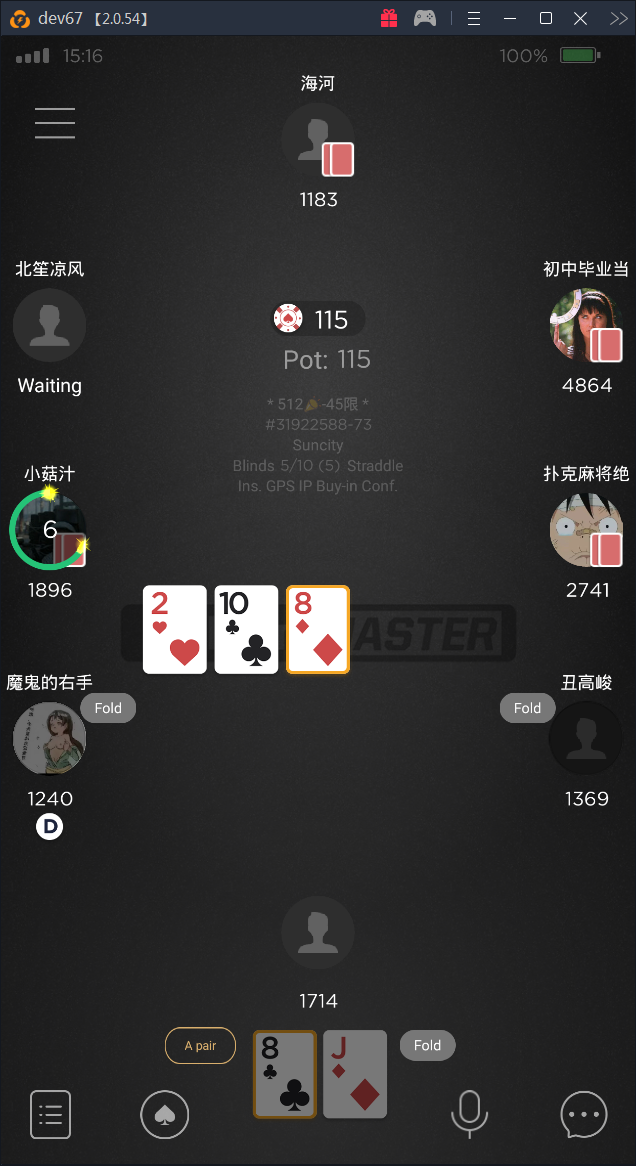 dev67 【2.0.54】
15:16
100%
海河
1183
北笙凉风
Waiting
初中毕业当
4864
115
Pot: 115
* 512 -45限 *
#31922588-73
Suncity
Blinds 5/10 (5) Straddle
Ins. GPS IP Buy-in Conf.
小菇汁
6
1896
扑克麻将绝
2741
2
10
8
ASTER
魔鬼的右手
Fold
1240
D
Fold
丑高峻
1369
1714
A pair
8
J
Fold